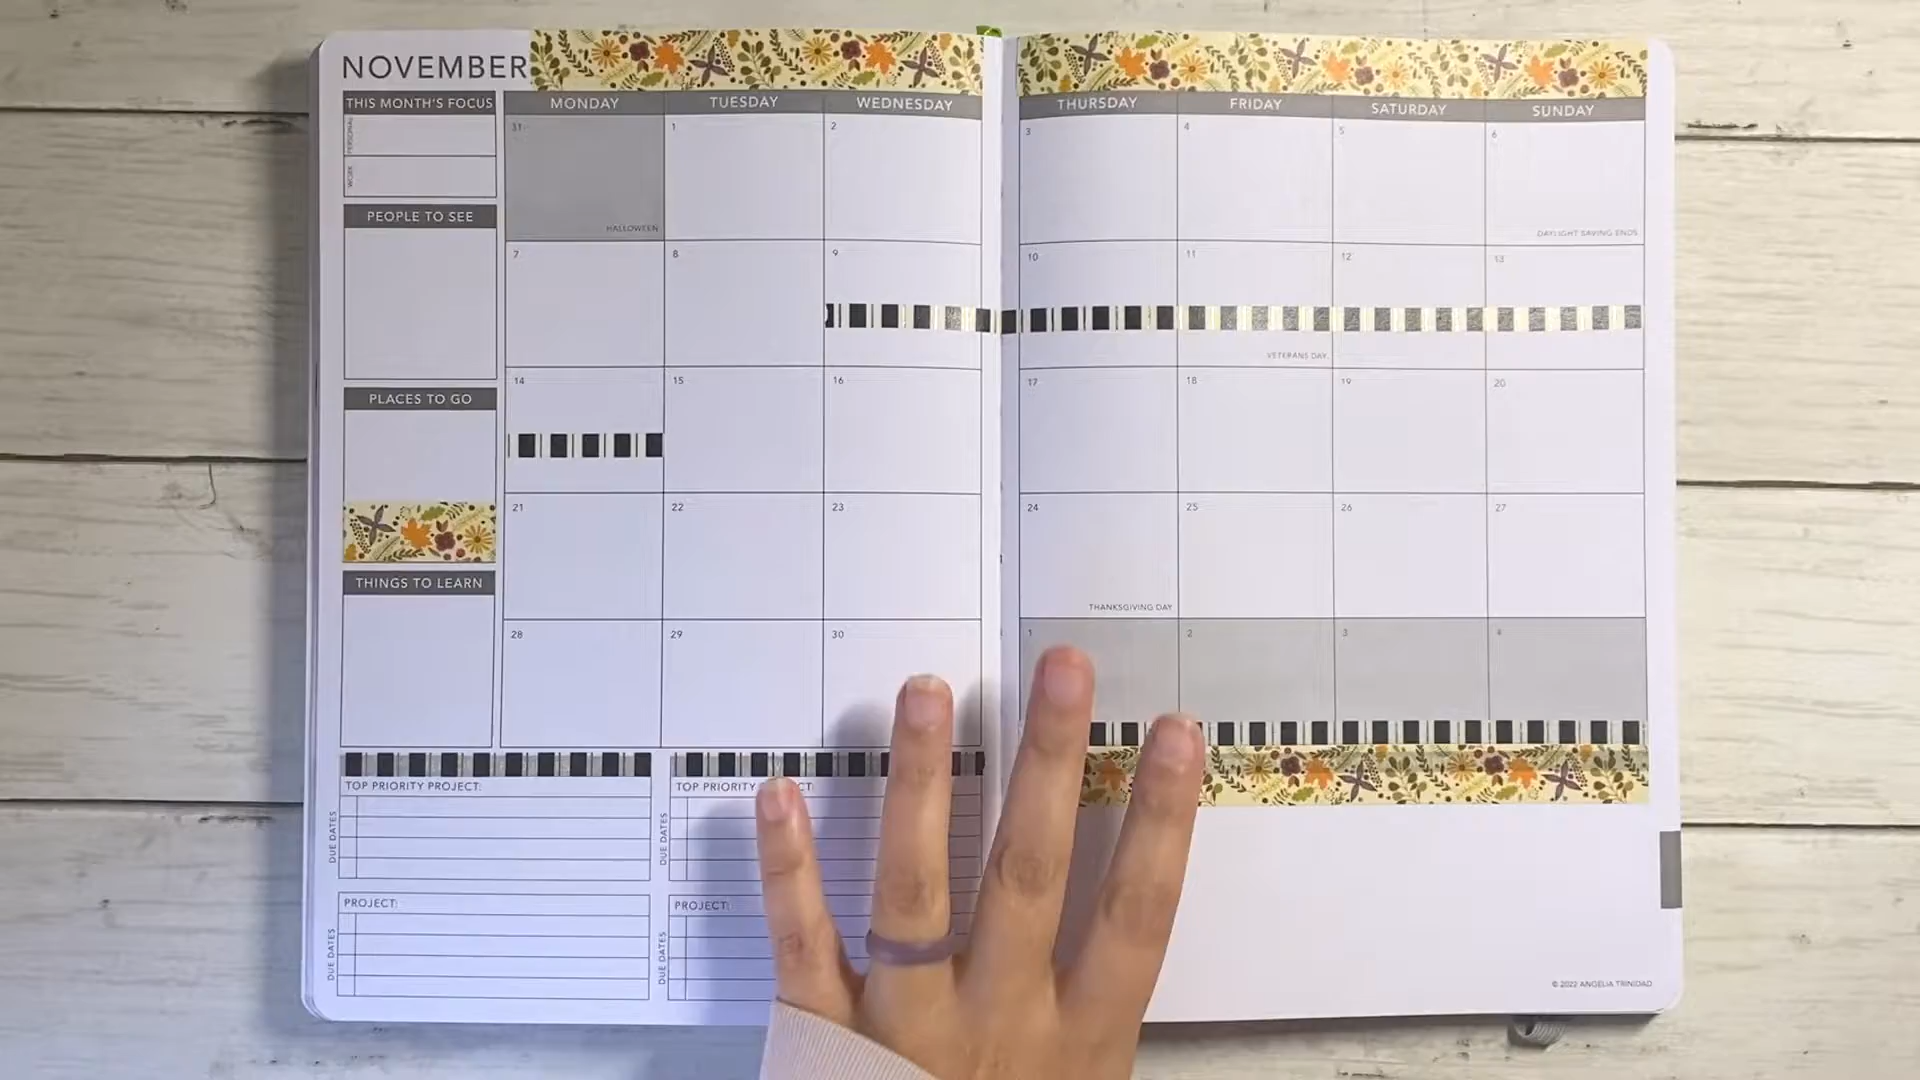 NOVEMBER
THIS MONTH'S FOCUS
PERSONAL
WORK
PEOPLE TO SEE
PLACES TO GO
THINGS TO LEARN
MONDAY TUESDAY WEDNESDAY THURSDAY FRIDAY SATURDAY SUNDAY
31 1 2 3 4 5 6
HALLOWEEN DAYLIGHT SAVING ENDS
7 8 9 10 11 12 13
VETERANS DAY
14 15 16 17 18 19 20
21 22 23 24 25 26 27
THANKSGIVING DAY
28 29 30 1 2 3 4
TOP PRIORITY PROJECT: TOP PRIORITY
DUE DATES DUE DATES
PROJECT: PROJECT:
DUE DATES DUE DATES
© 2022 ANGELIA TRINIDAD